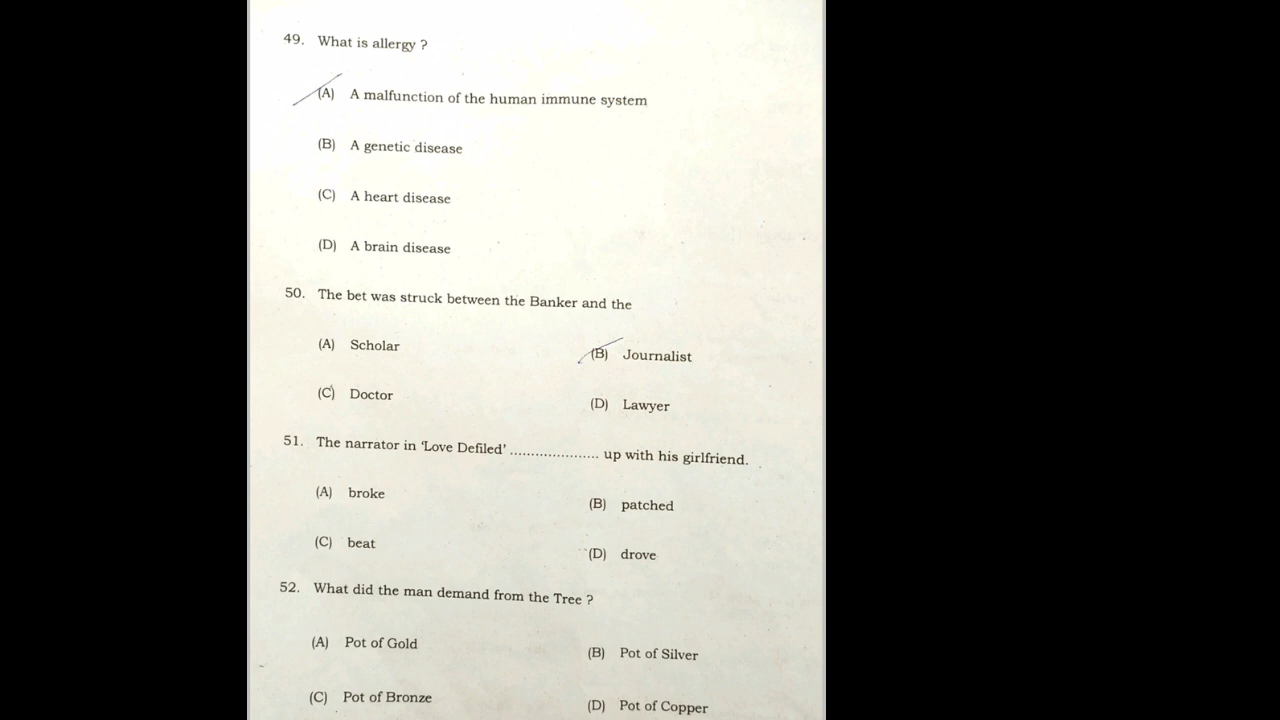 49. What is allergy ?
(A) A malfunction of the human immune system
(B) A genetic disease
(C) A heart disease
(D) A brain disease
50. The bet was struck between the Banker and the
(A) Scholar (B) Journalist
(C) Doctor (D) Lawyer
51. The narrator in ‘Love Defiled’ ..................... up with his girlfriend.
(A) broke (B) patched
(C) beat (D) drove
52. What did the man demand from the Tree ?
(A) Pot of Gold (B) Pot of Silver
(C) Pot of Bronze (D) Pot of Copper